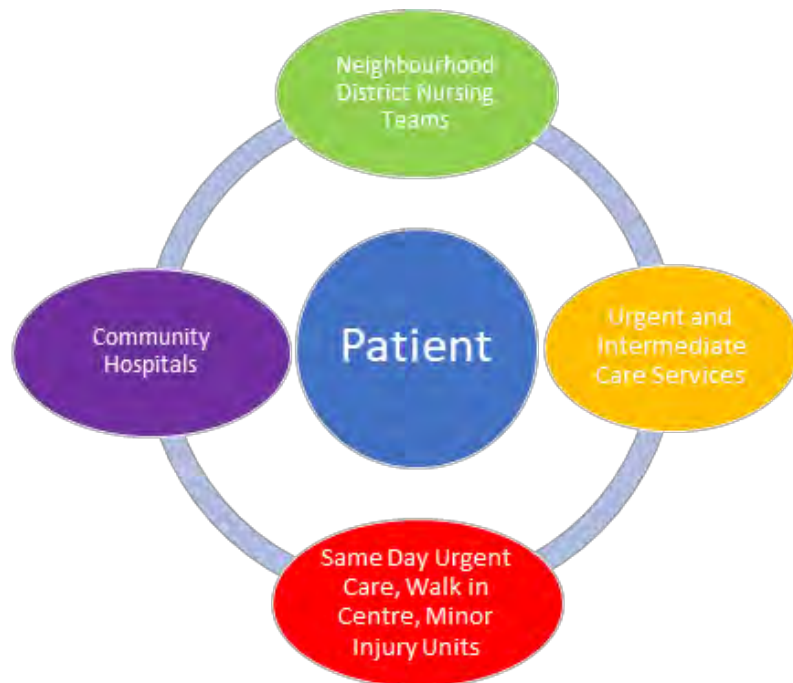 Neighbourhood
District Nursing
Teams
Community
Hospitals
Patient
Urgent and
Intermediate
Care Services
Same Day Urgent
Care, Walk in
Centre, Minor
Injury Units